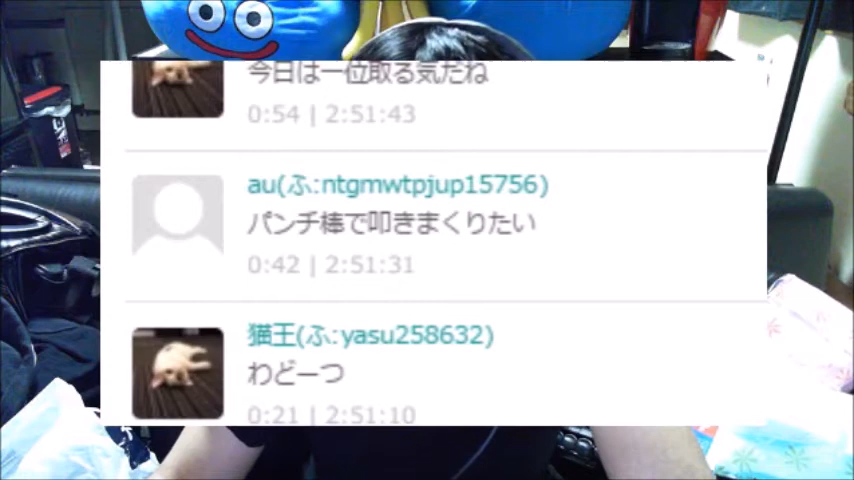 今日は一位取る気だね
0:54 | 2:51:43
au(ふ:ntgmwtpjup15756)
パンチ棒で叩きまくりたい
0:42 | 2:51:31
猫王(ふ:yasu258632)
わどーつ
0:21 | 2:51:10